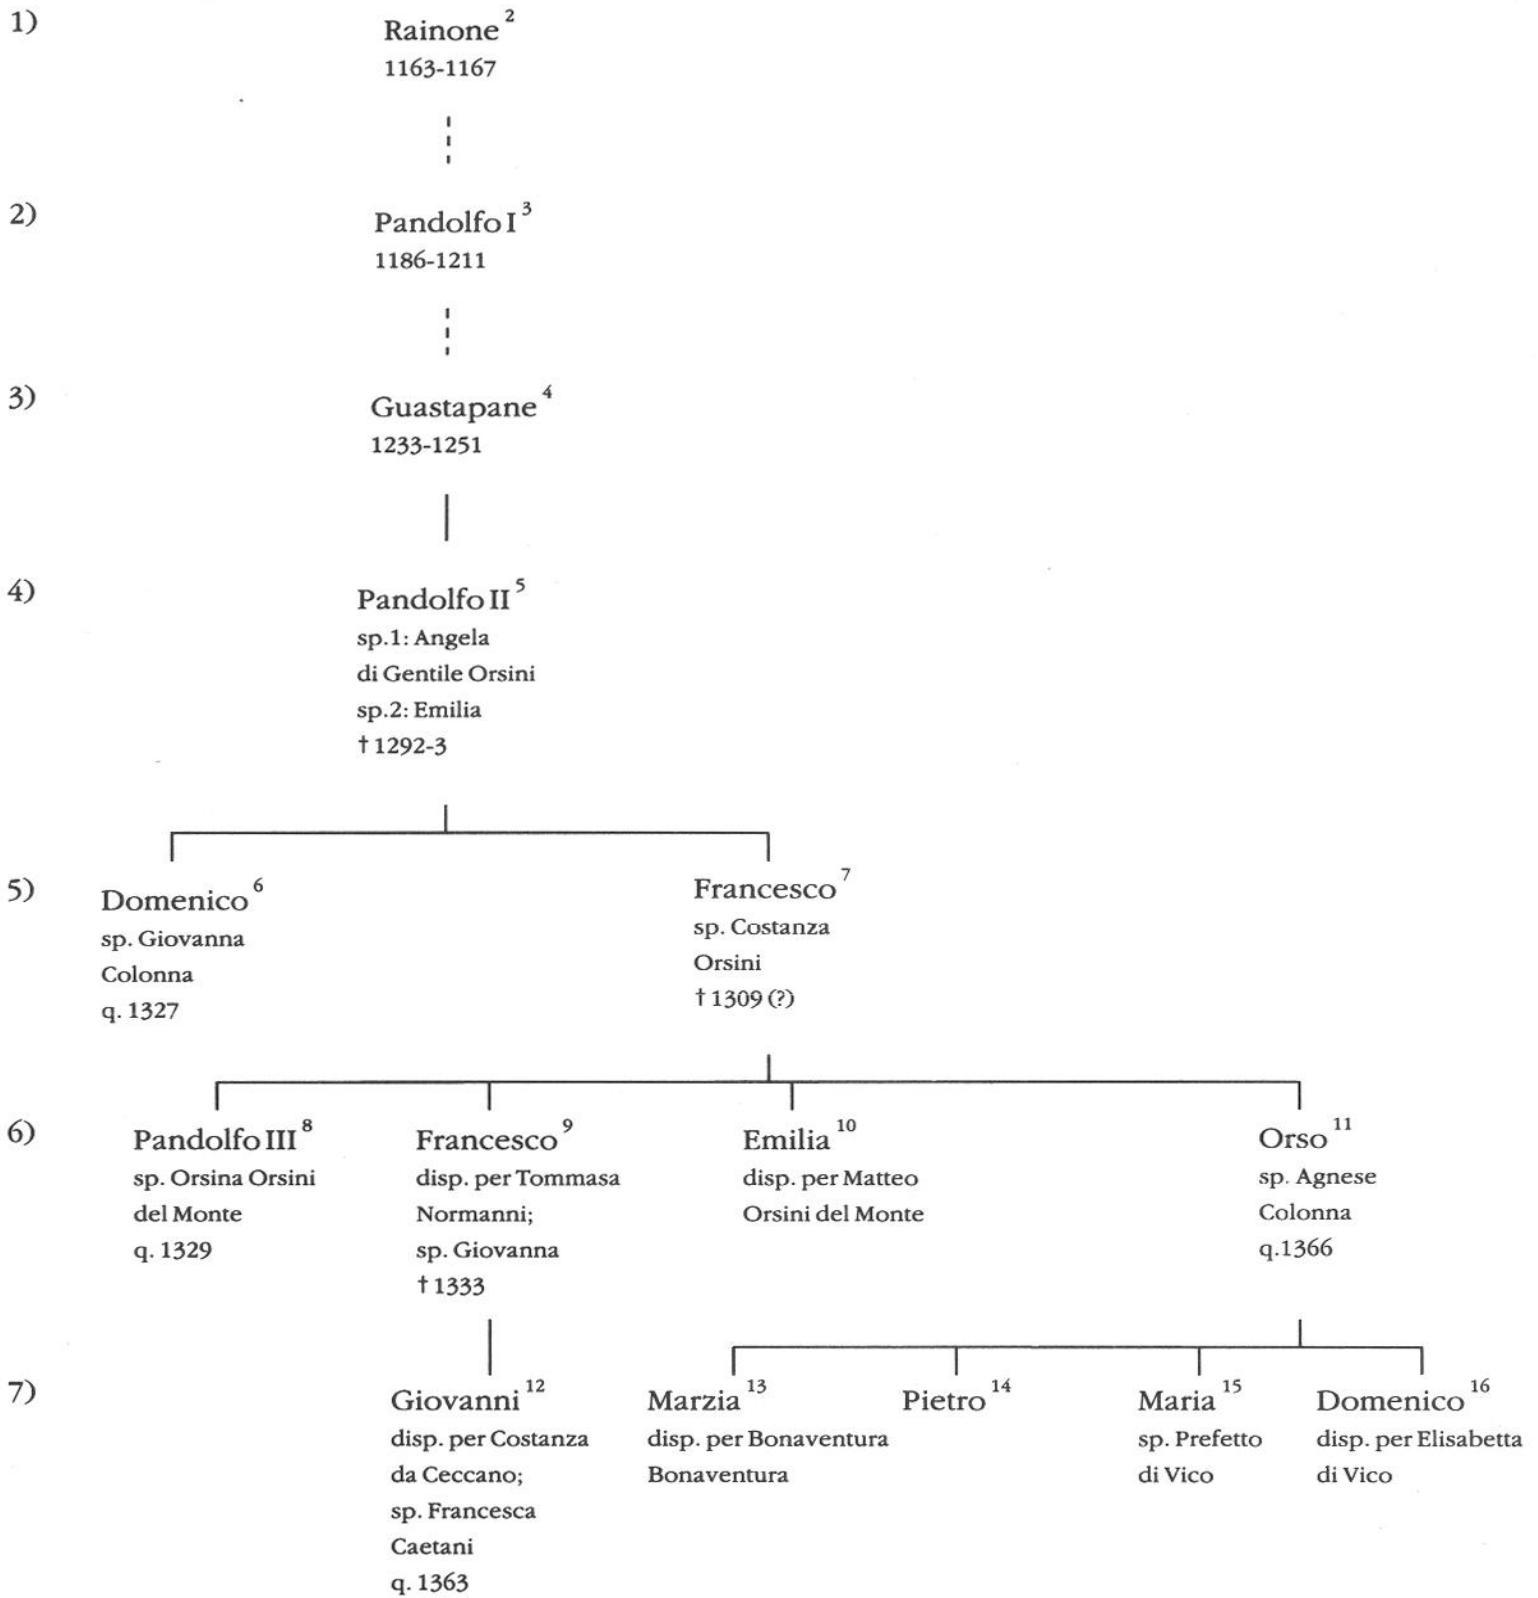 1)
Rainone 2
1163-1167
2)
Pandolfo I 3
1186-1211
3)
Guastapane 4
1233-1251
4)
Pandolfo II 5
sp.1: Angela
di Gentile Orsini
sp.2: Emilia
† 1292-3
5)
Domenico 6
sp. Giovanna
Colonna
q. 1327
Francesco 7
sp. Costanza
Orsini
† 1309 (?)
6)
Pandolfo III 8
sp. Orsina Orsini
del Monte
q. 1329
Francesco 9
disp. per Tommasa
Normanni;
sp. Giovanna
† 1333
Emilia 10
disp. per Matteo
Orsini del Monte
Orso 11
sp. Agnese
Colonna
q.1366
7)
Giovanni 12
disp. per Costanza
da Ceccano;
sp. Francesca
Caetani
q. 1363
Marzia 13
disp. per Bonaventura
Bonaventura
Pietro 14
Maria 15
sp. Prefetto
di Vico
Domenico 16
disp. per Elisabetta
di Vico